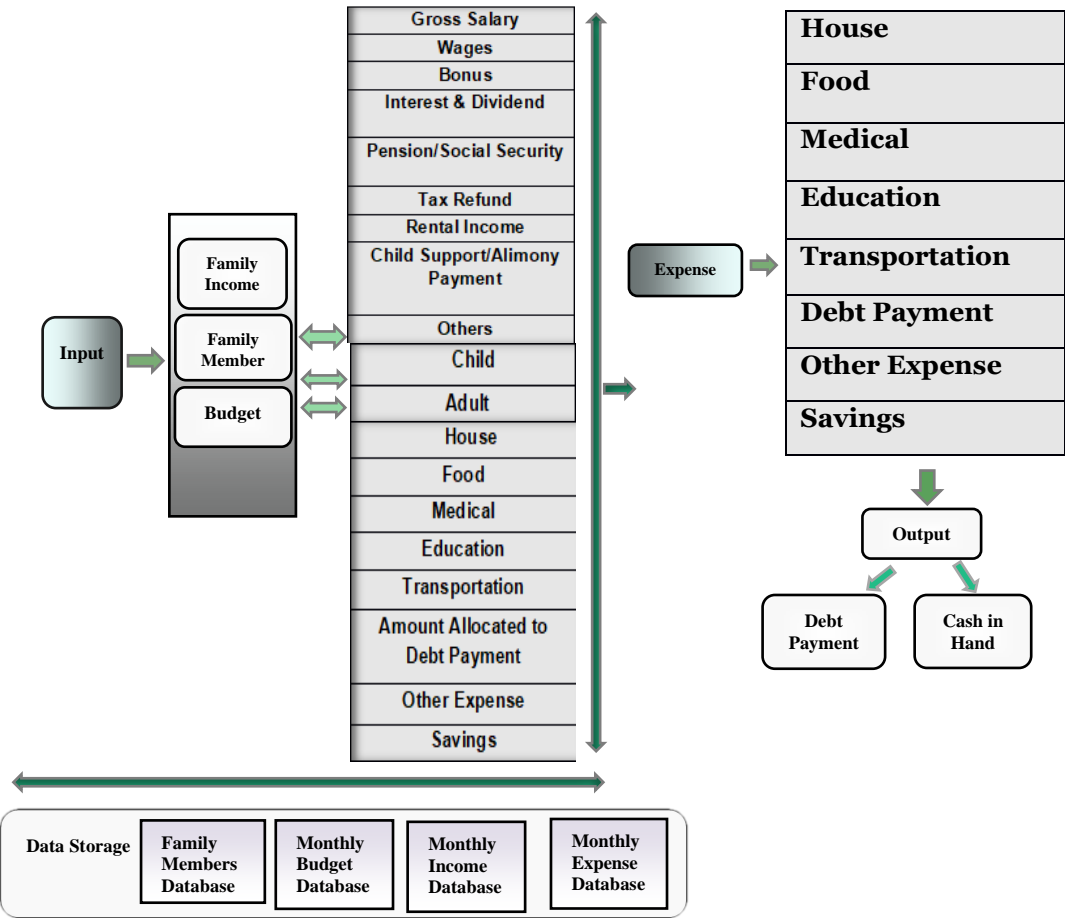 Input
Family
Income
Family
Member
Budget
Gross Salary
Wages
Bonus
Interest & Dividend
Pension/Social Security
Tax Refund
Rental Income
Child Support/Alimony
Payment
Others
Child
Adult
House
Food
Medical
Education
Transportation
Amount Allocated to
Debt Payment
Other Expense
Savings
Expense
House
Food
Medical
Education
Transportation
Debt Payment
Other Expense
Savings
Output
Debt
Payment
Cash in
Hand
Data Storage
Family
Members
Database
Monthly
Budget
Database
Monthly
Income
Database
Monthly
Expense
Database